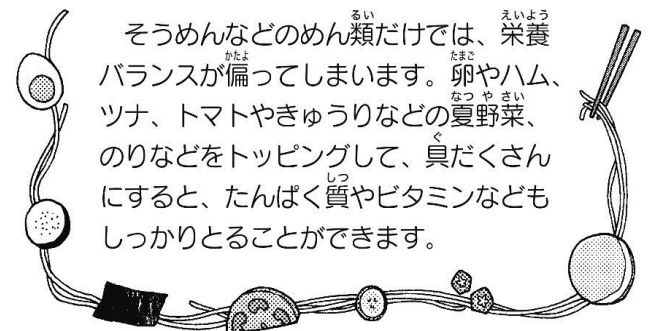 そうめんなどのめん類だけでは、栄養
バランスが偏ってしまいます。卵やハム、
ツナ、トマトやきゅうりなどの夏野菜、
のりなどをトッピングして、具だくさん
にすると、たんぱく質やビタミンなども
しっかりとることができます。